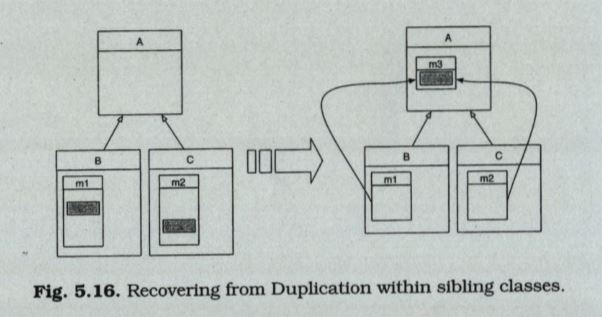 A
B
m1
C
m2
A
m3
B
m1
C
m2
Fig. 5.16. Recovering from Duplication within sibling classes.